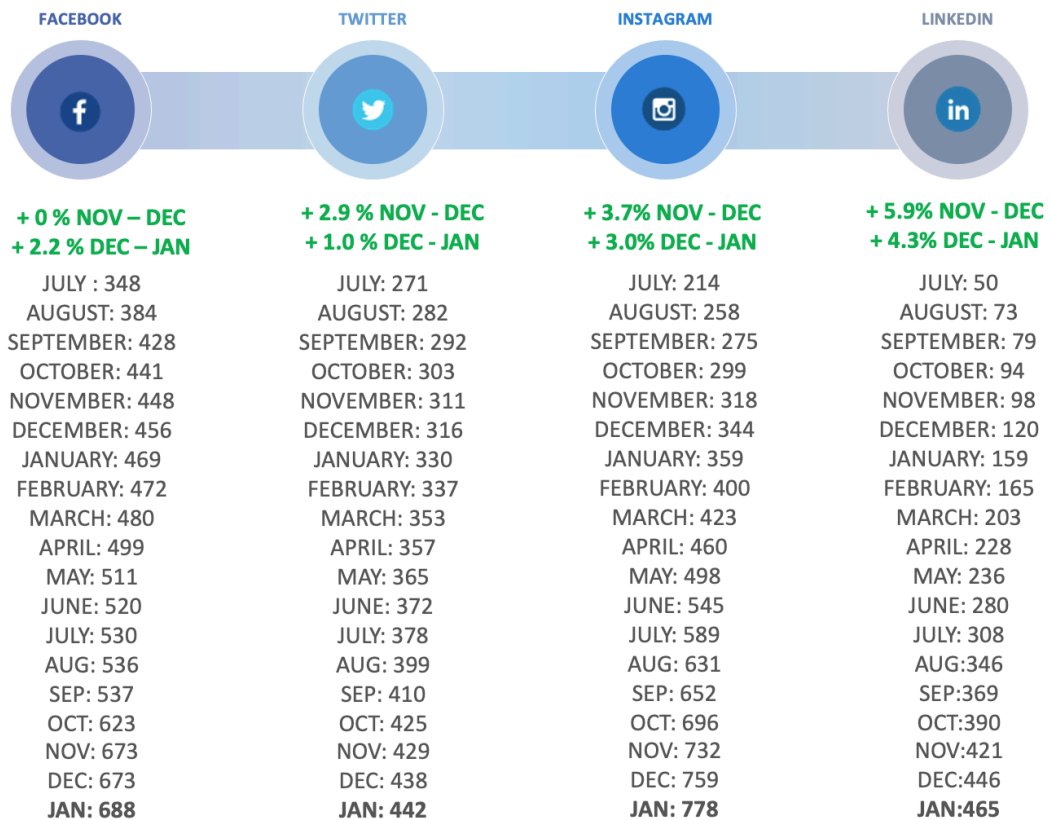 FACEBOOK
f
+ 0 % NOV – DEC
+ 2.2 % DEC – JAN
JULY : 348
AUGUST: 384
SEPTEMBER: 428
OCTOBER: 441
NOVEMBER: 448
DECEMBER: 456
JANUARY: 469
FEBRUARY: 472
MARCH: 480
APRIL: 499
MAY: 511
JUNE: 520
JULY: 530
AUG: 536
SEP: 537
OCT: 623
NOV: 673
DEC: 673
JAN: 688
TWITTER
+ 2.9 % NOV - DEC
+ 1.0 % DEC - JAN
JULY: 271
AUGUST: 282
SEPTEMBER: 292
OCTOBER: 303
NOVEMBER: 311
DECEMBER: 316
JANUARY: 330
FEBRUARY: 337
MARCH: 353
APRIL: 357
MAY: 365
JUNE: 372
JULY: 378
AUG: 399
SEP: 410
OCT: 425
NOV: 429
DEC: 438
JAN: 442
INSTAGRAM
+ 3.7% NOV - DEC
+ 3.0% DEC - JAN
JULY: 214
AUGUST: 258
SEPTEMBER: 275
OCTOBER: 299
NOVEMBER: 318
DECEMBER: 344
JANUARY: 359
FEBRUARY: 400
MARCH: 423
APRIL: 460
MAY: 498
JUNE: 545
JULY: 589
AUG: 631
SEP: 652
OCT: 696
NOV: 732
DEC: 759
JAN: 778
LINKEDIN
in
+ 5.9% NOV - DEC
+ 4.3% DEC - JAN
JULY: 50
AUGUST: 73
SEPTEMBER: 79
OCTOBER: 94
NOVEMBER: 98
DECEMBER: 120
JANUARY: 159
FEBRUARY: 165
MARCH: 203
APRIL: 228
MAY: 236
JUNE: 280
JULY: 308
AUG:346
SEP:369
OCT:390
NOV:421
DEC:446
JAN:465